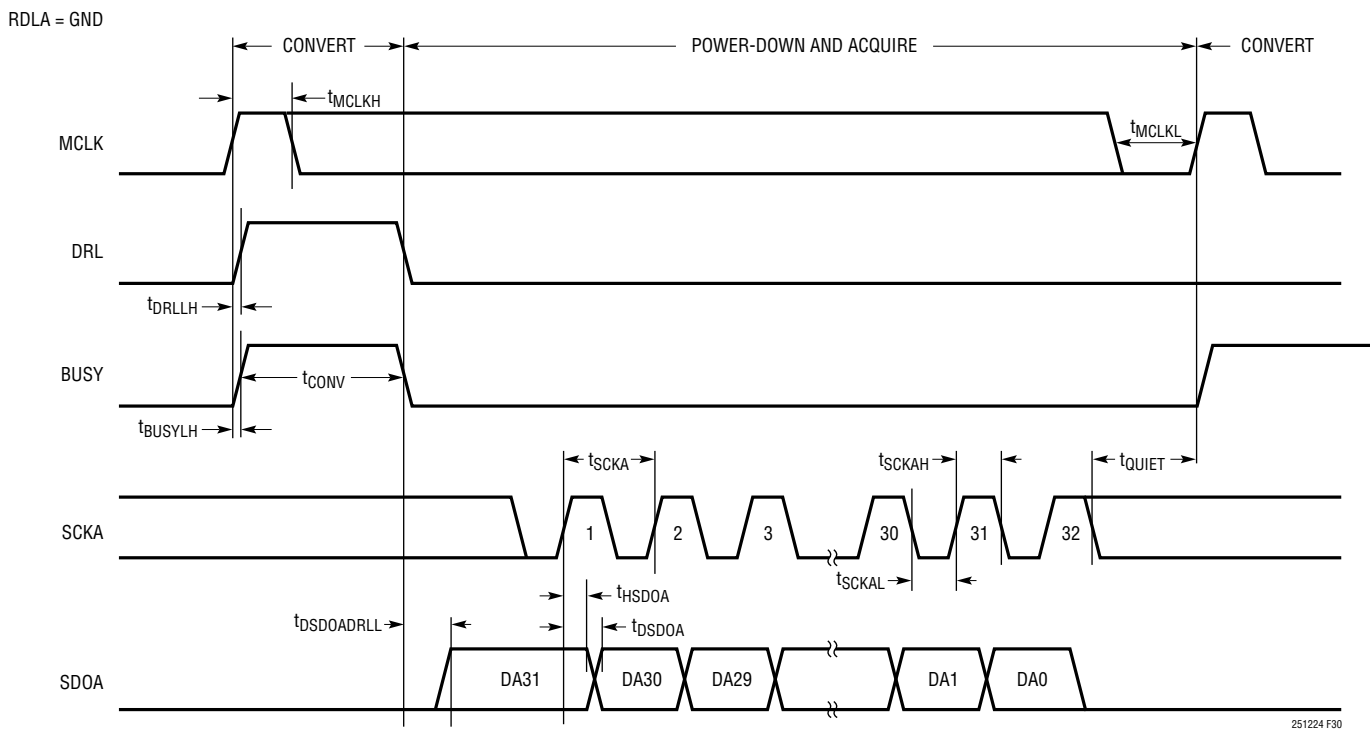 RDLA = GND
CONVERT
POWER-DOWN AND ACQUIRE
CONVERT
tMCLKH
MCLK
tMCLKL
DRL
tDRLLH
BUSY
tCONV
tBUSYLH
tSCKA
tSCKAH
tQUIET
SCKA
1
2
3
30
31
32
tSCKAL
tHSDOA
tDSDOADRLL
tDSDOA
SDOA
DA31
DA30
DA29
DA1
DA0
251224 F30